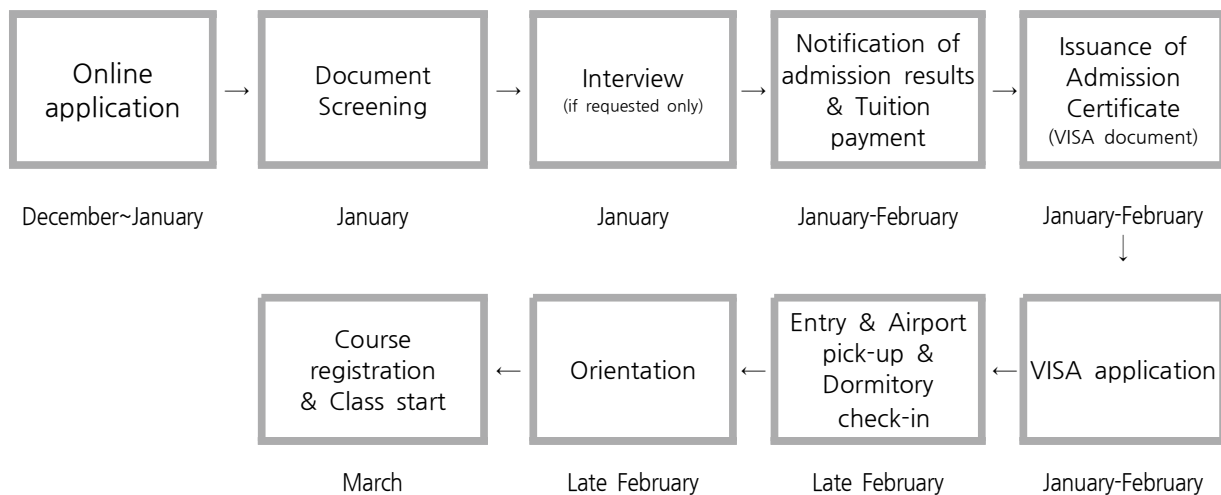 Online
application
→
Document
Screening
→
Interview
(if requested only)
→
Notification of
admission results
& Tuition
payment
→
Issuance of
Admission
Certificate
(VISA document)
December~January
January
January
January-February
January-February
↓
VISA application
←
Entry & Airport
pick-up &
Dormitory
check-in
←
Orientation
←
Course
registration
& Class start
January-February
Late February
Late February
March